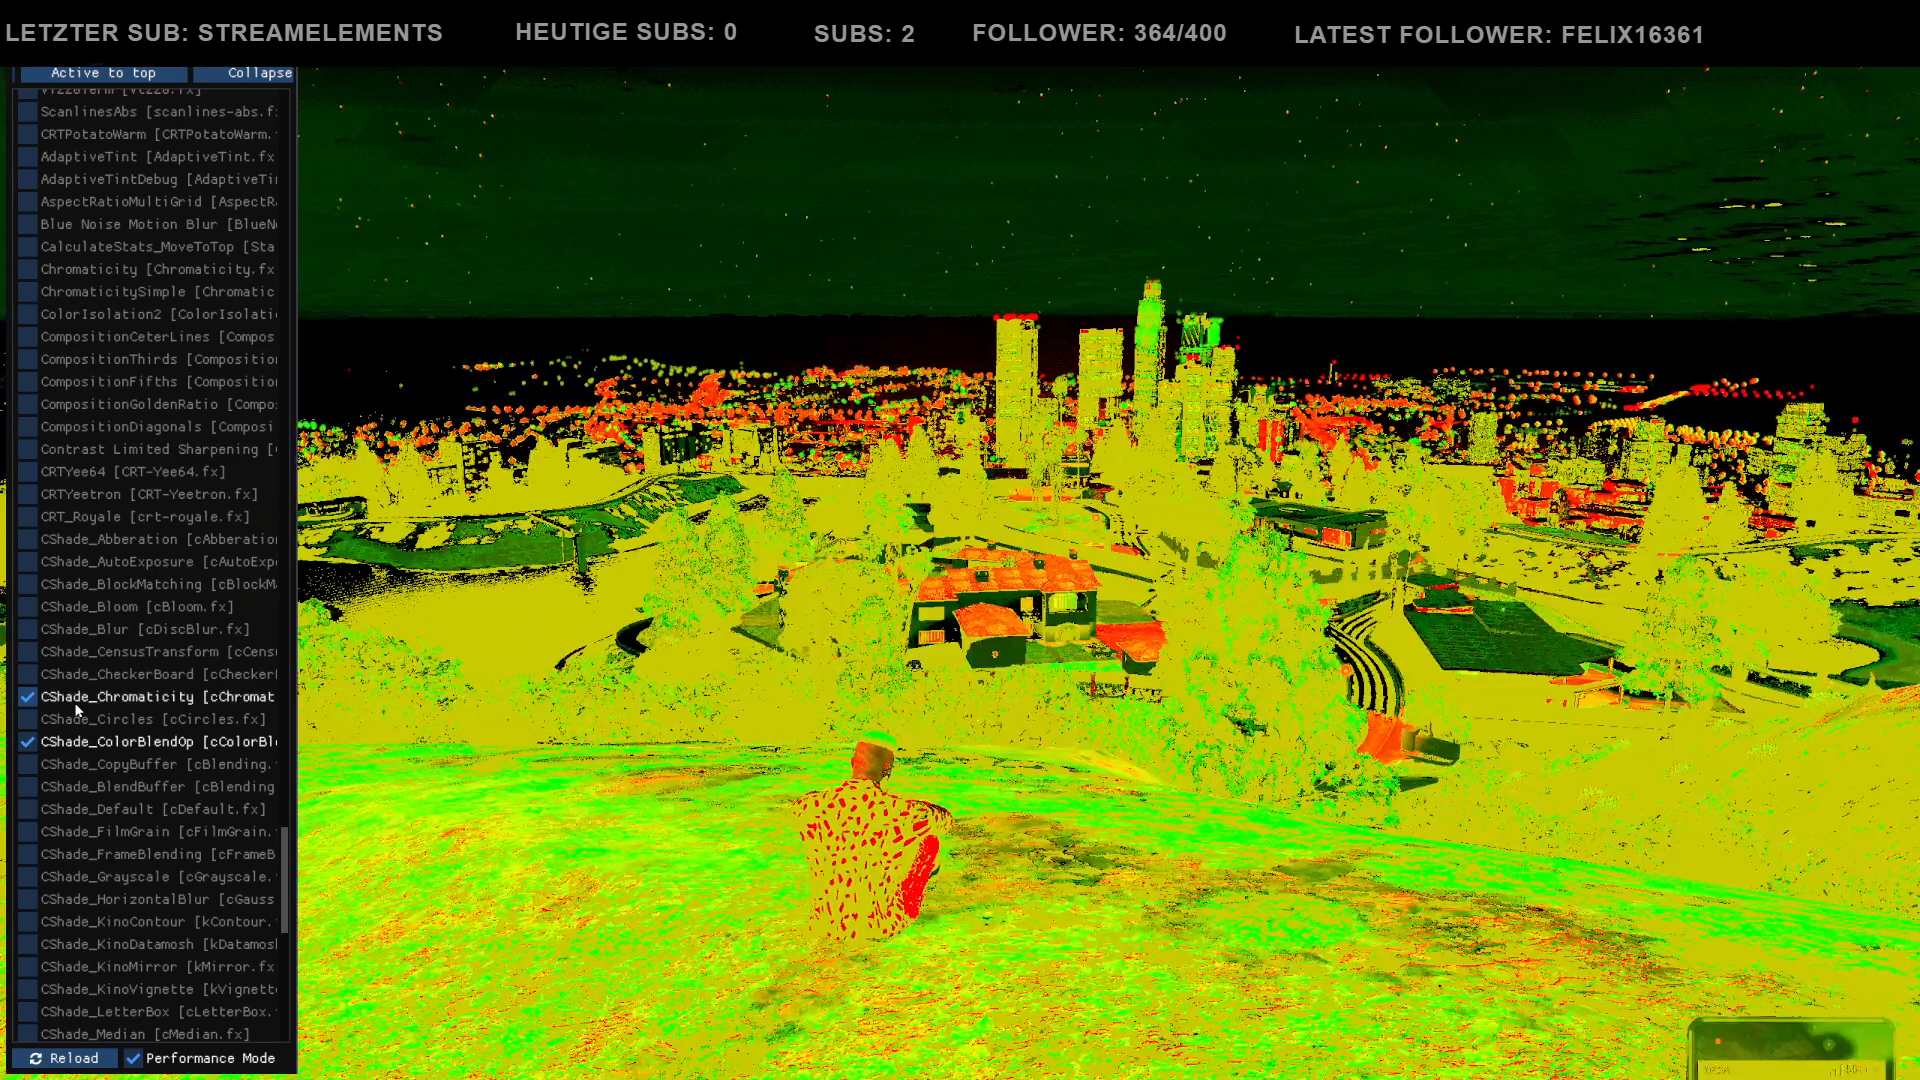 LETZTER SUB: STREAMELEMENTS
HEUTIGE SUBS: 0
SUBS: 2
FOLLOWER: 364/400
LATEST FOLLOWER: FELIX16361
Active to top
Collapse
ScanlinesAbs [scanlines-abs.f
CRTPotatoWarm [CRTPotatoWarm.
AdaptiveTint [AdaptiveTint.fx
AdaptiveTintDebug [AdaptiveTi
AspectRatioMultiGrid [AspectR
Blue Noise Motion Blur [BlueN
CalculateStats_MoveToTop [Sta
Chromaticity [Chromaticity.fx
ChromaticitySimple [Chromatic
ColorIsolation2 [ColorIsolati
CompositionCeterLines [Compos
CompositionThirds [Composition
CompositionFifths [Composition
CompositionGoldenRatio [Compo
CompositionDiagonals [Composi
Contrast Limited Sharpening [
CRTYee64 [CRT-Yee64.fx]
CRTYeetron [CRT-Yeetron.fx]
CRT_Royale [crt-royale.fx]
CShade_Abberation [cAbberation
CShade_AutoExposure [cAutoExp
CShade_BlockMatching [cBlockM
CShade_Bloom [cBloom.fx]
CShade_Blur [cDiscBlur.fx]
CShade_CensusTransform [cCens
CShade_CheckerBoard [cChecker
CShade_Chromaticity [cChromat
CShade_Circles [cCircles.fx]
CShade_ColorBlendOp [cColorBl
CShade_CopyBuffer [cBlending.
CShade_BlendBuffer [cBlending
CShade_Default [cDefault.fx]
CShade_FilmGrain [cFilmGrain.
CShade_FrameBlending [cFrameB
CShade_Grayscale [cGrayscale.
CShade_HorizontalBlur [cGauss
CShade_KinoContour [kContour.
CShade_KinoDatamosh [kDatamosh
CShade_KinoMirror [kMirror.fx
CShade_KinoVignette [kVignett
CShade_LetterBox [cLetterBox.
CShade_Median [cMedian.fx]
Reload
Performance Mode